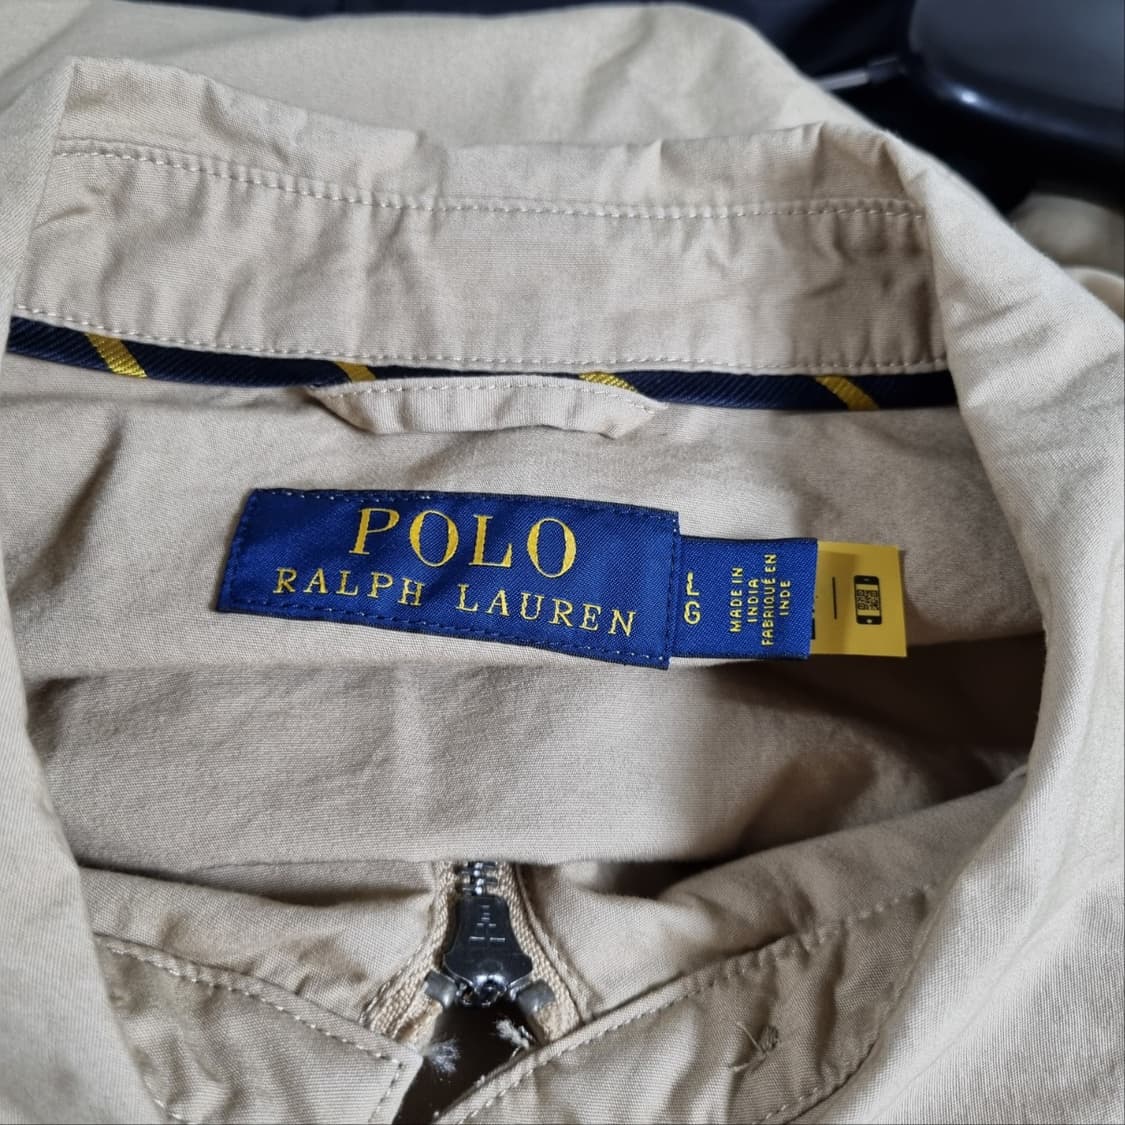 POLO
RALPH LAUREN
L
G
MADE IN
INDIA
FABRIQUÉ EN
INDE